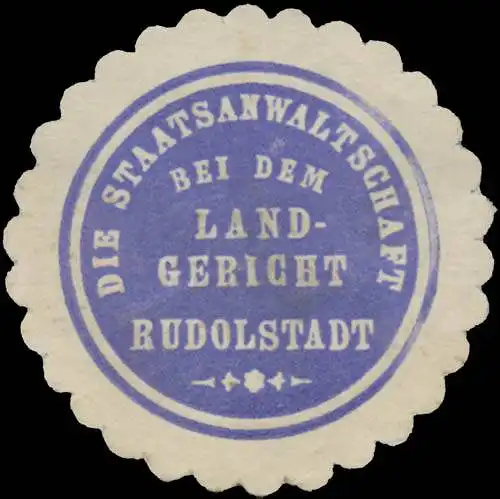 DIE STAATSANWALTSCHAFT
BEI DEM
LAND-
GERICHT
RUDOLSTADT